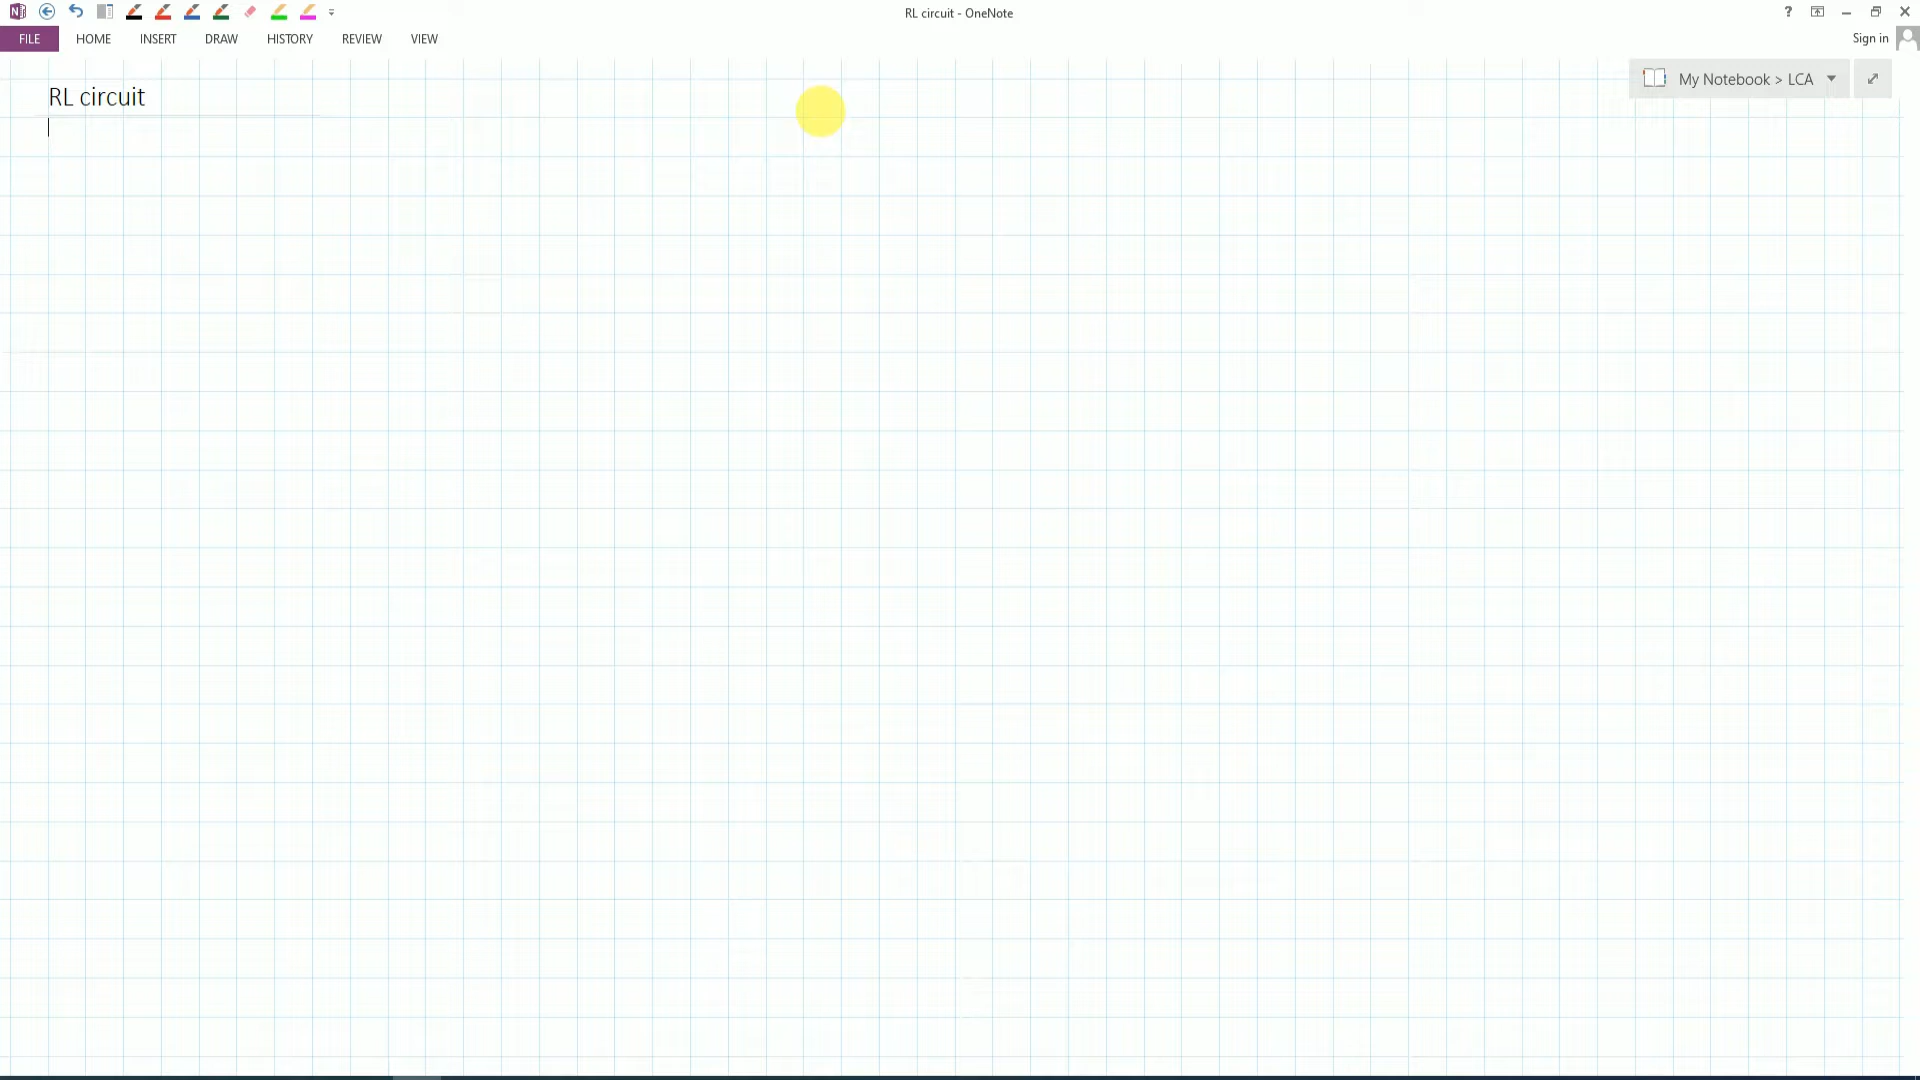 RL circuit - OneNote
?
FILE HOME INSERT DRAW HISTORY REVIEW VIEW
Sign in
My Notebook > LCA
RL circuit